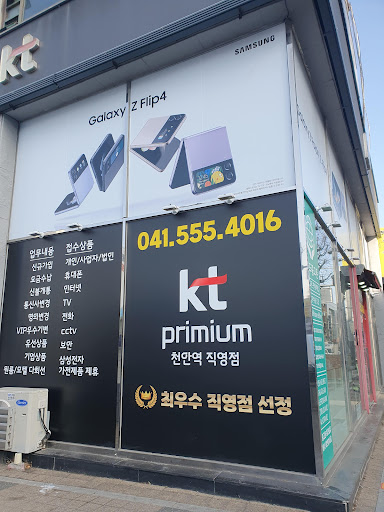 kt
SAMSUNG
Galaxy Z Flip4
041.555.4016
업무내용 접수상품
신규가입 개인/사업자/법인
요금수납 휴대폰
신불개통 인터넷
통신사변경 TV
명의변경 전화
VIP우수기변 cctv
유선상품 보안
기업상품 삼성전자
원룸/모텔 다회선 가전제품 제휴
kt
primium
천안역 직영점
최우수 직영점 선정